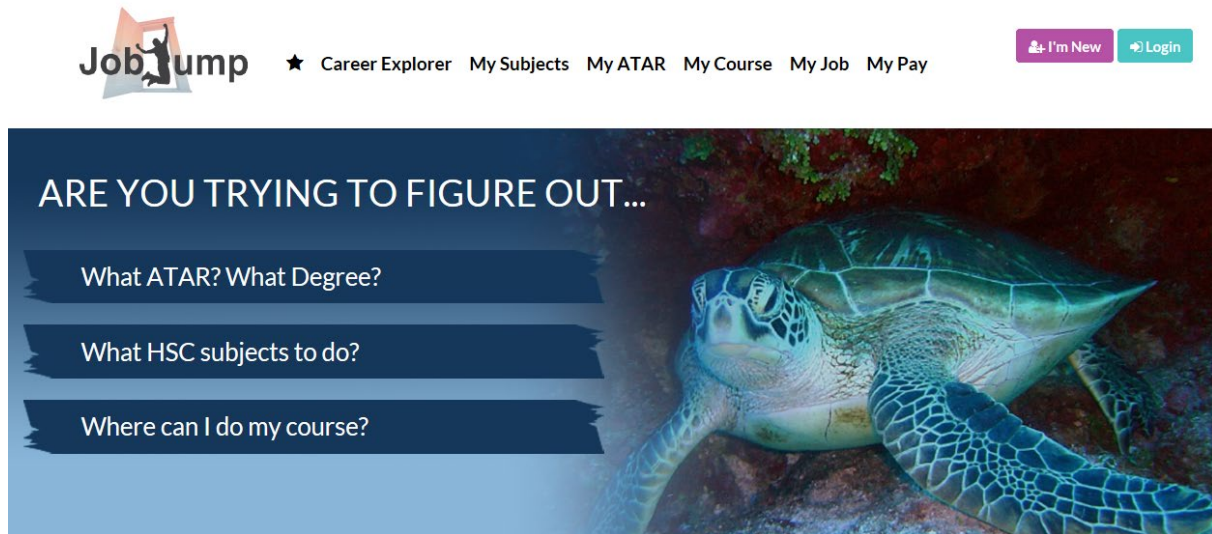 JobJump
Career Explorer My Subjects My ATAR My Course My Job My Pay
I'm New Login
ARE YOU TRYING TO FIGURE OUT...
What ATAR? What Degree?
What HSC subjects to do?
Where can I do my course?